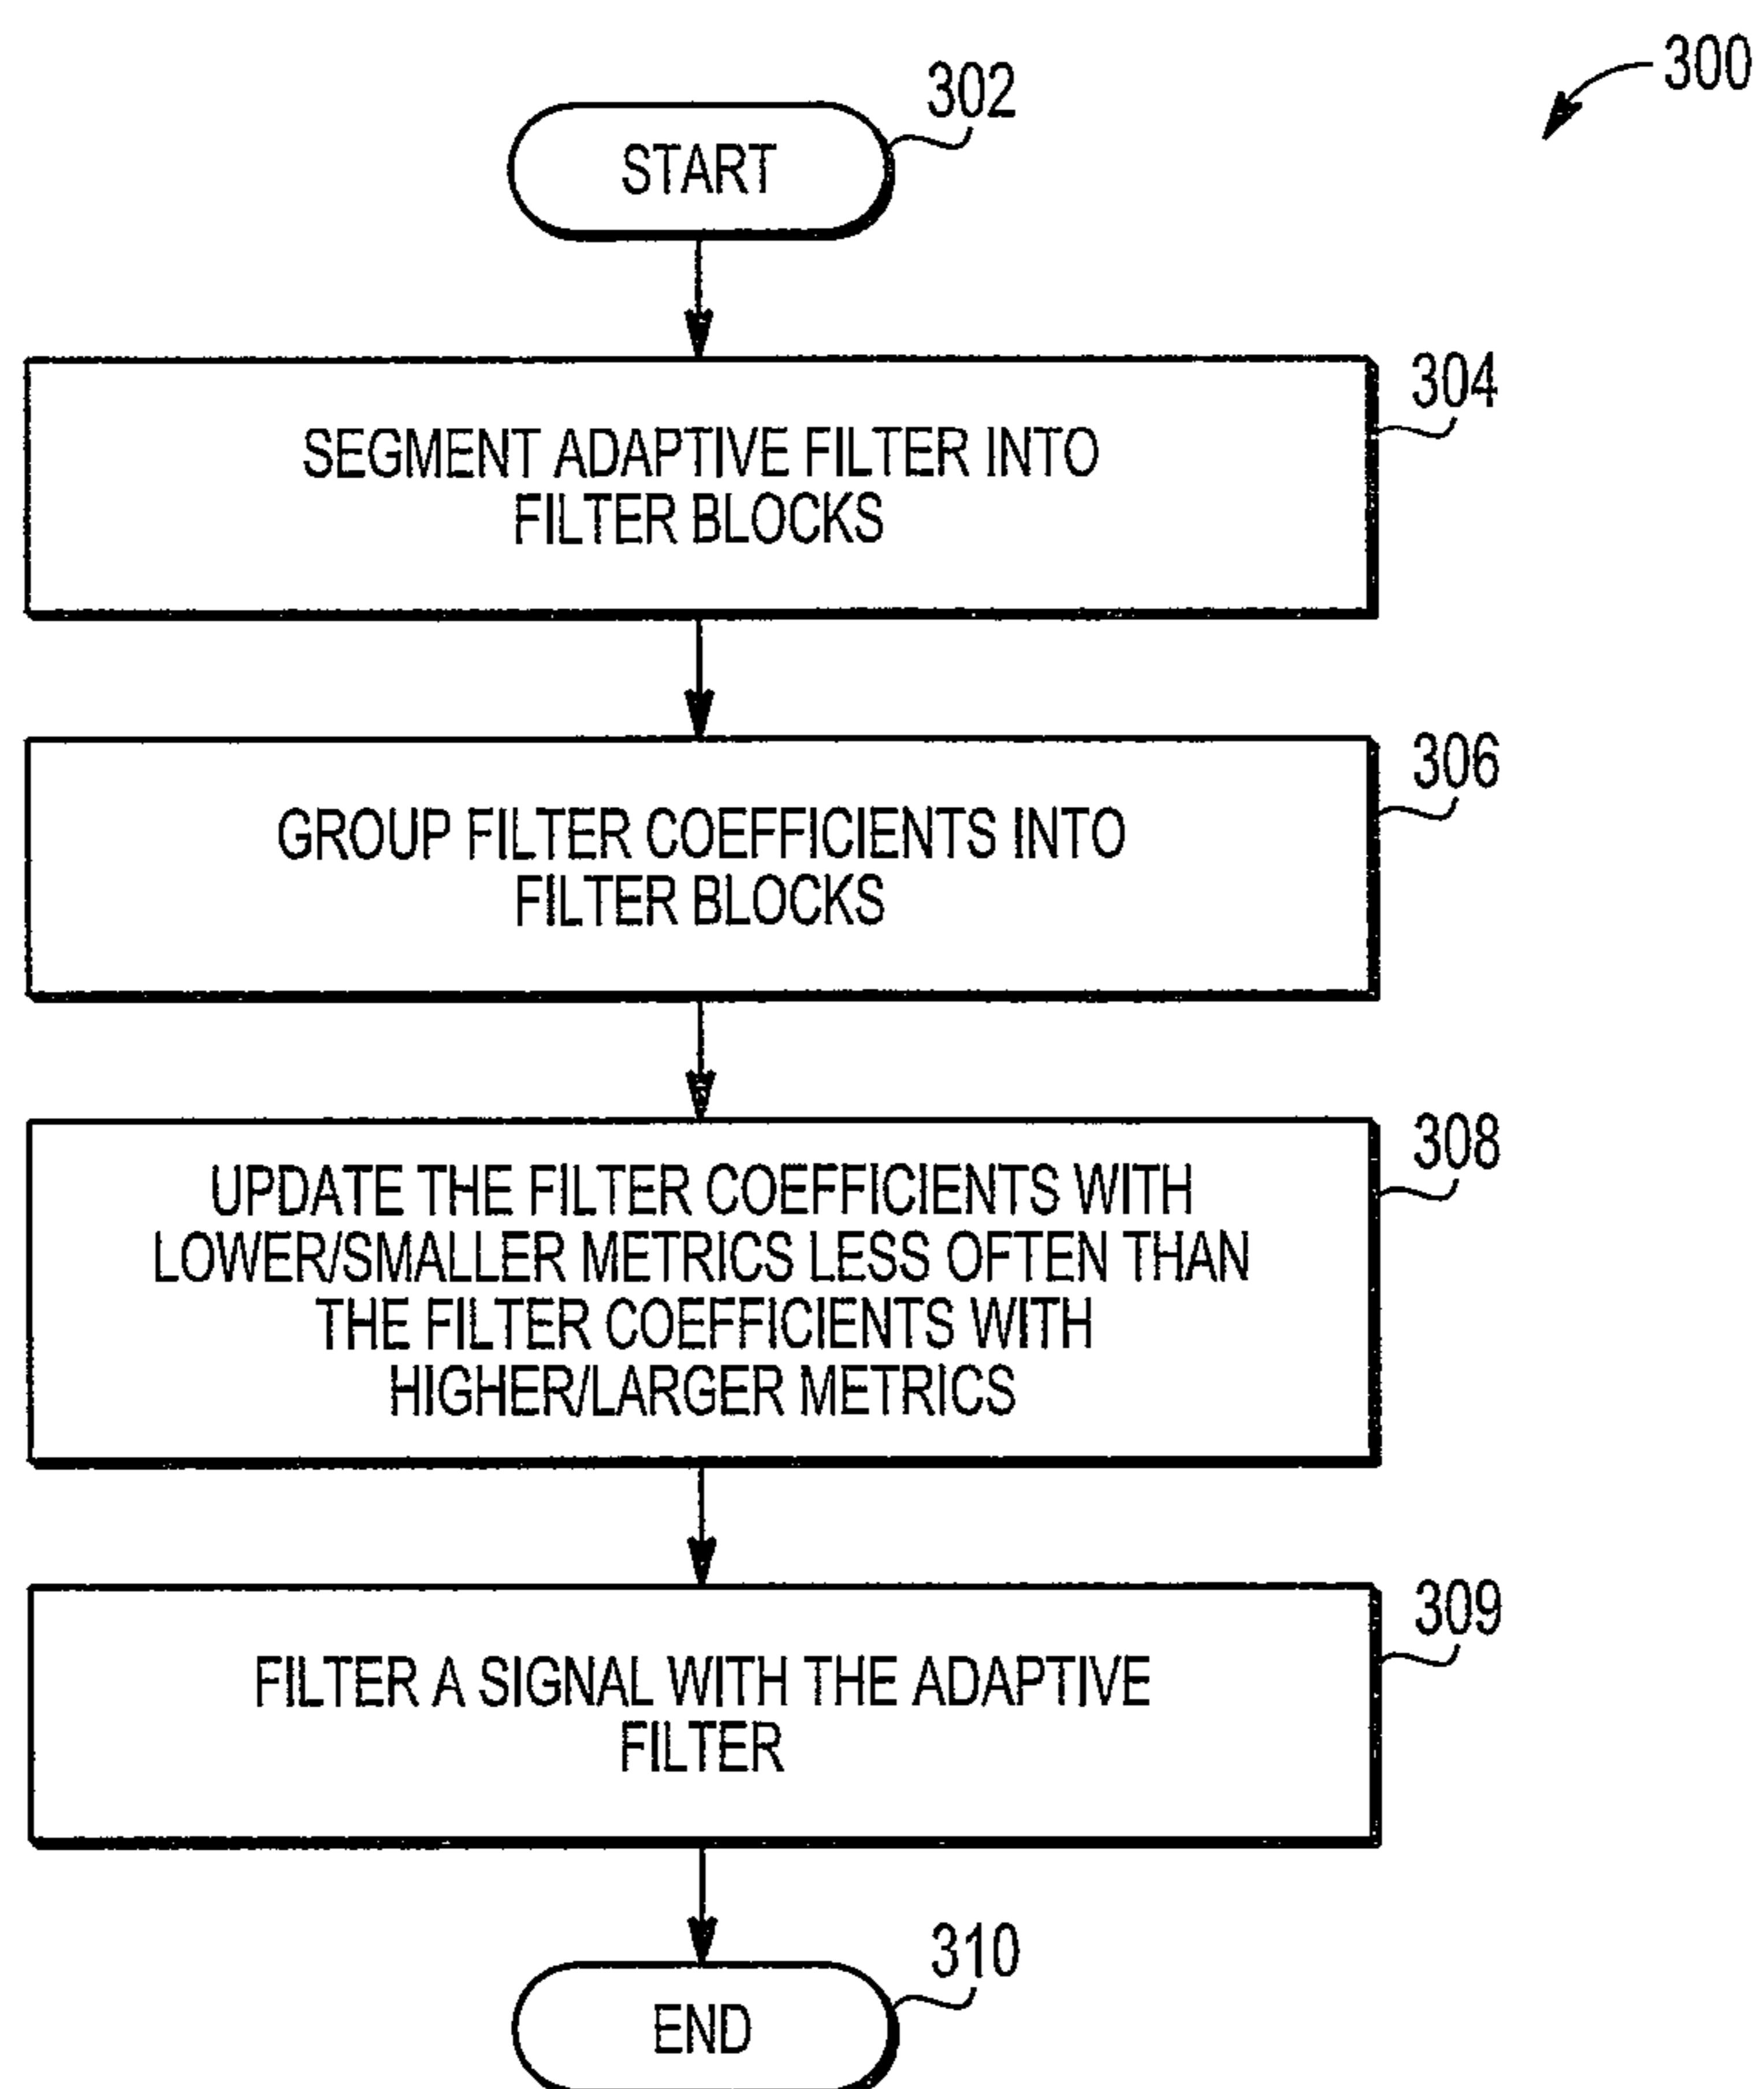 300
302
START
304
SEGMENT ADAPTIVE FILTER INTO
FILTER BLOCKS
306
GROUP FILTER COEFFICIENTS INTO
FILTER BLOCKS
308
UPDATE THE FILTER COEFFICIENTS WITH
LOWER/SMALLER METRICS LESS OFTEN THAN
THE FILTER COEFFICIENTS WITH
HIGHER/LARGER METRICS
309
FILTER A SIGNAL WITH THE ADAPTIVE
FILTER
310
END